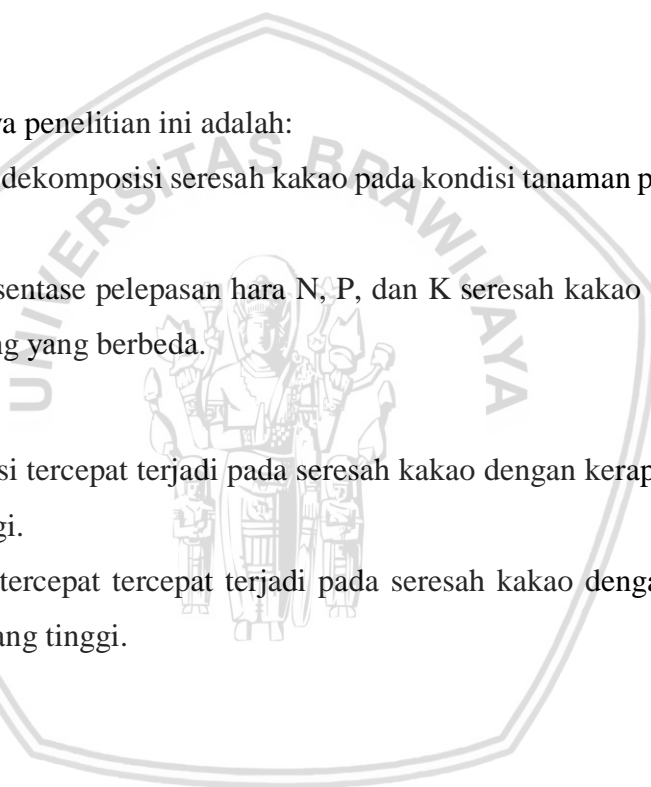 UNIVERSITAS BRAWIJAYA
a penelitian ini adalah:
dekomposisi seresah kakao pada kondisi tanaman p
sentase pelepasan hara N, P, dan K seresah kakao
ng yang berbeda.
si tercepat terjadi pada seresah kakao dengan kerap
gi.
tercepat tercepat terjadi pada seresah kakao denga
ang tinggi.